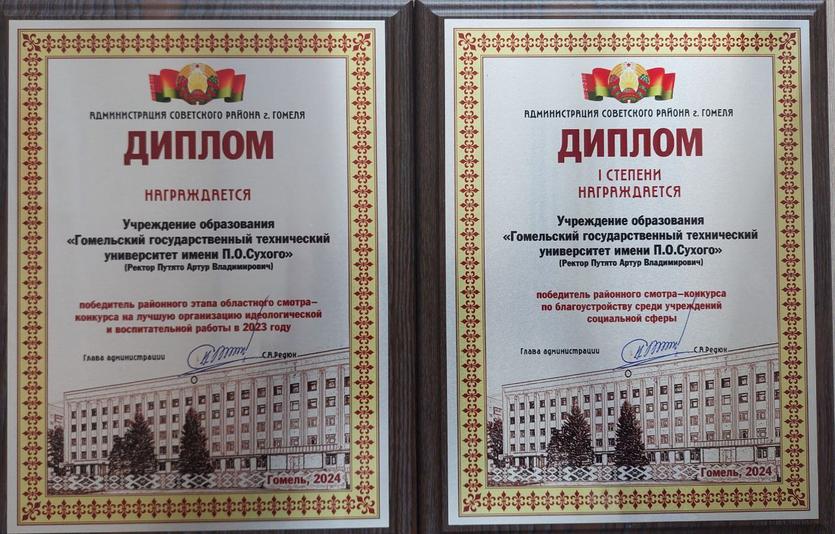 АДМИНИСТРАЦИЯ СОВЕТСКОГО РАЙОНА г. ГОМЕЛЯ
ДИПЛОМ
НАГРАЖДАЕТСЯ
Учреждение образования
«Гомельский государственный технический
университет имени П.О.Сухого»
(Ректор Путято Артур Владимирович)
победитель районного этапа областного смотра–
конкурса на лучшую организацию идеологической
и воспитательной работы в 2023 году
Глава администрации С.А.Редюк
Гомель, 2024
АДМИНИСТРАЦИЯ СОВЕТСКОГО РАЙОНА г. ГОМЕЛЯ
ДИПЛОМ
I СТЕПЕНИ
НАГРАЖДАЕТСЯ
Учреждение образования
«Гомельский государственный технический
университет имени П.О.Сухого»
(Ректор Путято Артур Владимирович)
победитель районного смотра–конкурса
по благоустройству среди учреждений
социальной сферы
Глава администрации С.А.Редюк
Гомель, 2024